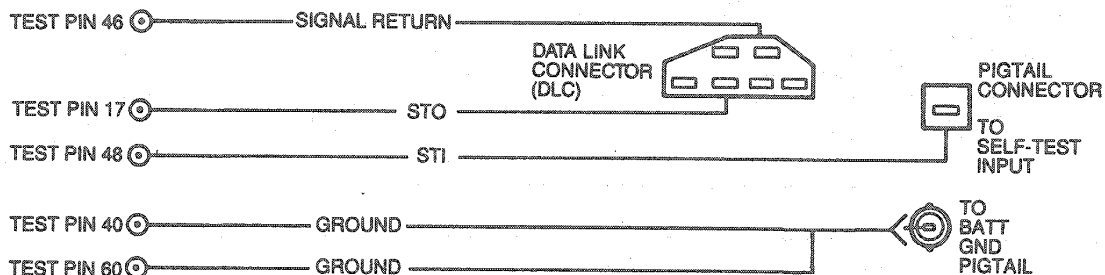 TEST PIN 46
SIGNAL RETURN
DATA LINK
CONNECTOR
(DLC)
PIGTAIL
CONNECTOR
TEST PIN 17
STO
TO
SELF-TEST
INPUT
TEST PIN 48
STI
TEST PIN 40
GROUND
TO
BATT
GND
PIGTAIL
TEST PIN 60
GROUND